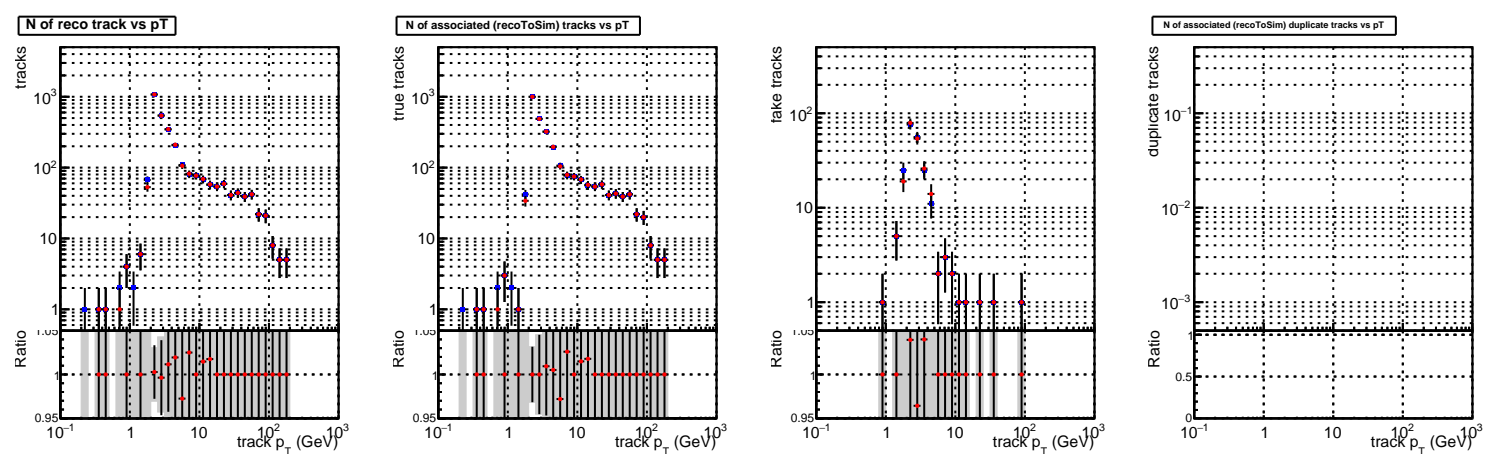 N of reco track vs pT
tracks
10³
10²
10
1
Ratio
1.05
1
0.95
10⁻¹ 1 10 10² 10³
track p_T (GeV)
N of associated (recoToSim) tracks vs pT
true tracks
10³
10²
10
1
Ratio
1.05
1
0.95
10⁻¹ 1 10 10² 10³
track p_T (GeV)
fake tracks
10²
10
1
Ratio
1.05
1
0.95
10⁻¹ 1 10 10² 10³
track p_T (GeV)
N of associated (recoToSim) duplicate tracks vs pT
duplicate tracks
10⁻¹
10⁻²
10⁻³
Ratio
1
0.5
0
10⁻¹ 1 10 10² 10³
track p_T (GeV)